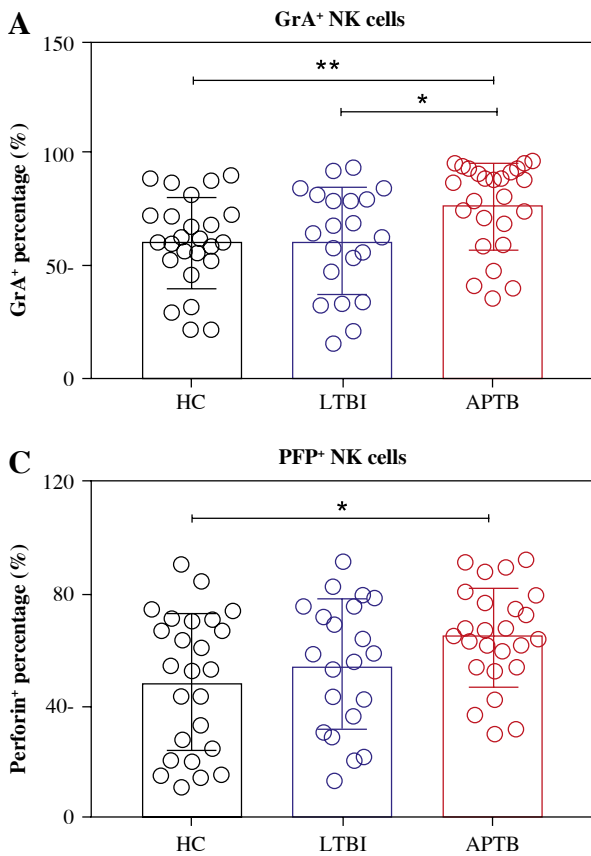 A
GrA⁺ NK cells
GrA⁺ percentage (%)
150
100
50-
0
**
*
HC
LTBI
APTB
C
PFP⁺ NK cells
Perforin⁺ percentage (%)
120
80
40-
0
*
HC
LTBI
APTB